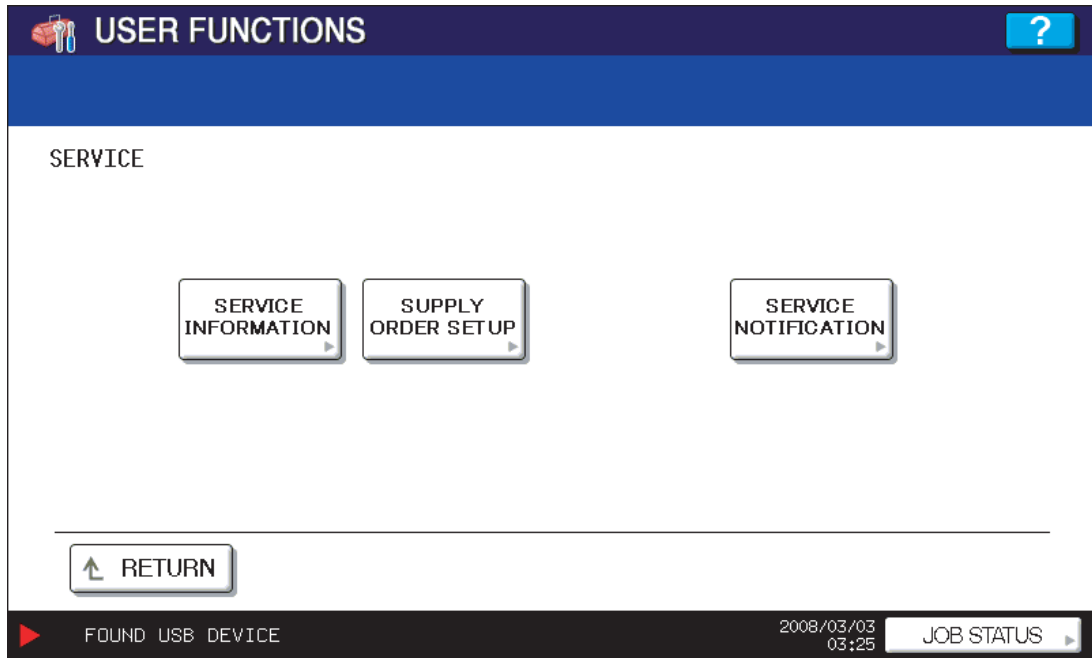 USER FUNCTIONS
?
SERVICE
SERVICE
INFORMATION
SUPPLY
ORDER SETUP
SERVICE
NOTIFICATION
RETURN
FOUND USB DEVICE
2008/03/03
03:25
JOB STATUS